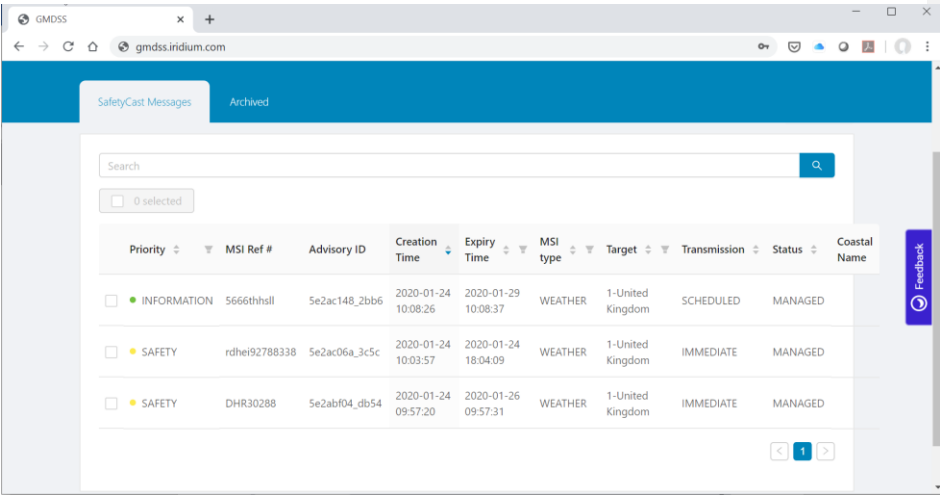 GMDSS
gmdss.iridium.com
SafetyCast Messages Archived
Search
0 selected
Priority MSI Ref # Advisory ID Creation Time Expiry Time MSI type Target Transmission Status Coastal Name
INFORMATION 5666thhsll 5e2ac148_2bb6 2020-01-24 10:08:26 2020-01-29 10:08:37 WEATHER 1-United Kingdom SCHEDULED MANAGED
SAFETY rdhei92788338 5e2ac06a_3c5c 2020-01-24 10:03:57 2020-01-24 18:04:09 WEATHER 1-United Kingdom IMMEDIATE MANAGED
SAFETY DHR30288 5e2abf04_db54 2020-01-24 09:57:20 2020-01-26 09:57:31 WEATHER 1-United Kingdom IMMEDIATE MANAGED
1
Feedback